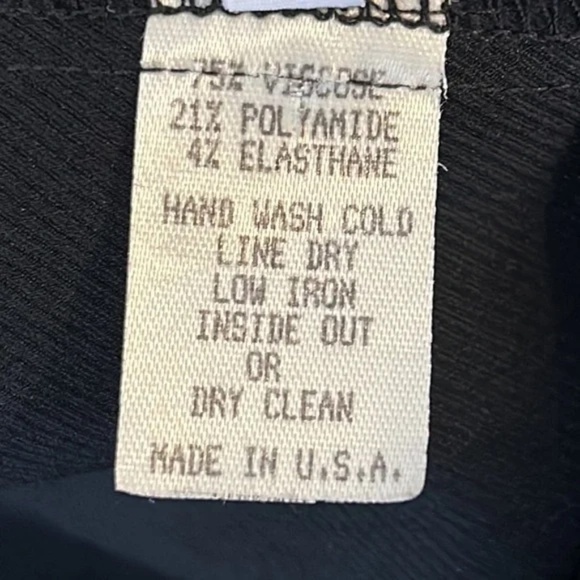 75% VISCOSE
21% POLYAMIDE
4% ELASTHANE
HAND WASH COLD
LINE DRY
LOW IRON
INSIDE OUT
OR
DRY CLEAN
MADE IN U.S.A.